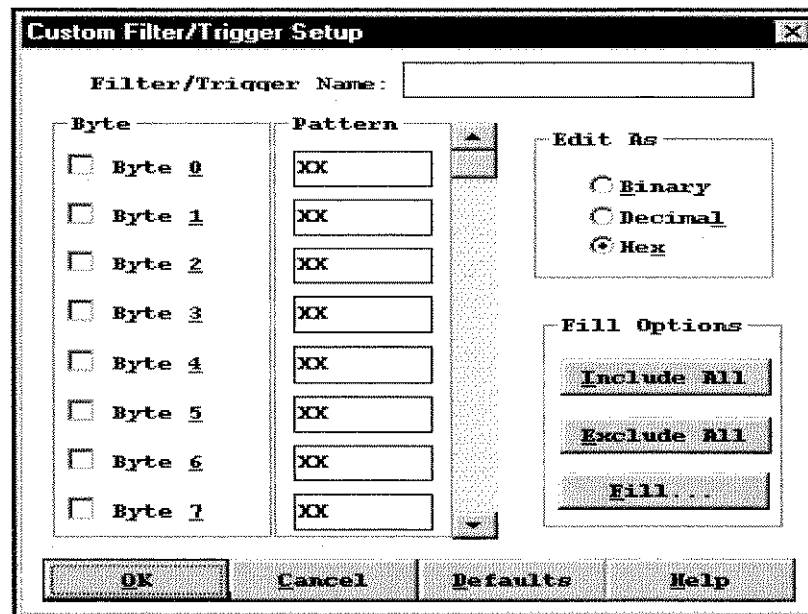 Custom Filter/Trigger Setup
Filter/Trigger Name:
Byte
Pattern
Byte 0
XX
Byte 1
XX
Byte 2
XX
Byte 3
XX
Byte 4
XX
Byte 5
XX
Byte 6
XX
Byte 7
XX
Edit As
Binary
Decimal
Hex
Fill Options
Include All
Exclude All
Fill...
OK
Cancel
Defaults
Help